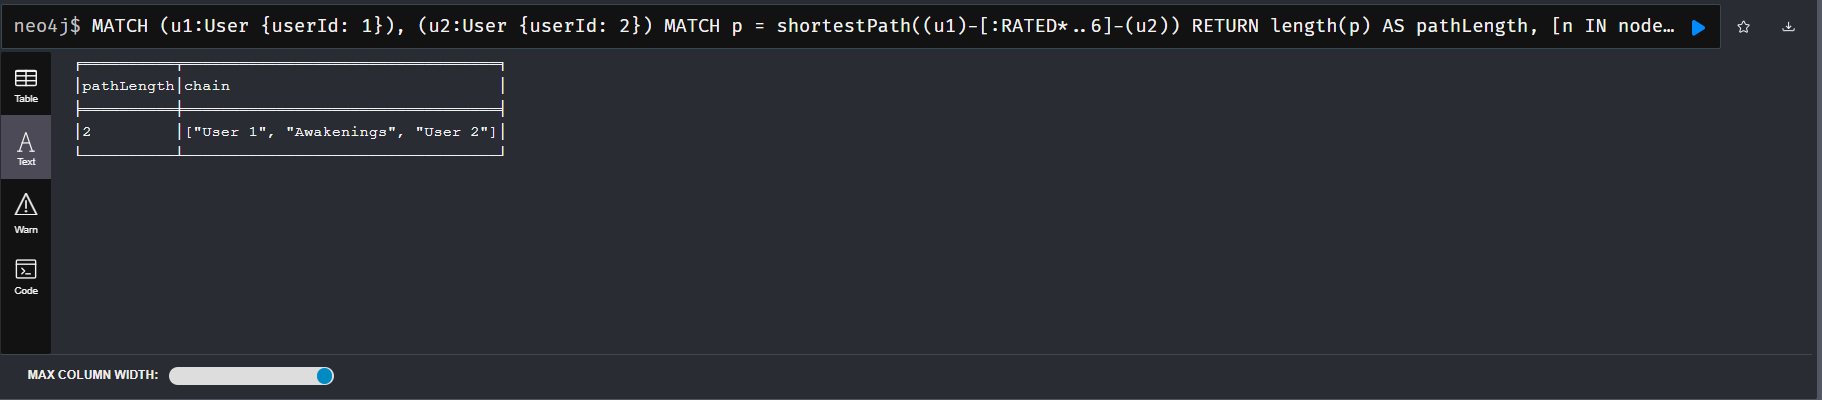 neo4j$ MATCH (u1:User {userId: 1}), (u2:User {userId: 2}) MATCH p = shortestPath((u1)-[:RATED*..6]-(u2)) RETURN length(p) AS pathLength, [n IN node…
Table
Text
Warn
Code
pathLength chain
2 ["User 1", "Awakenings", "User 2"]
MAX COLUMN WIDTH: